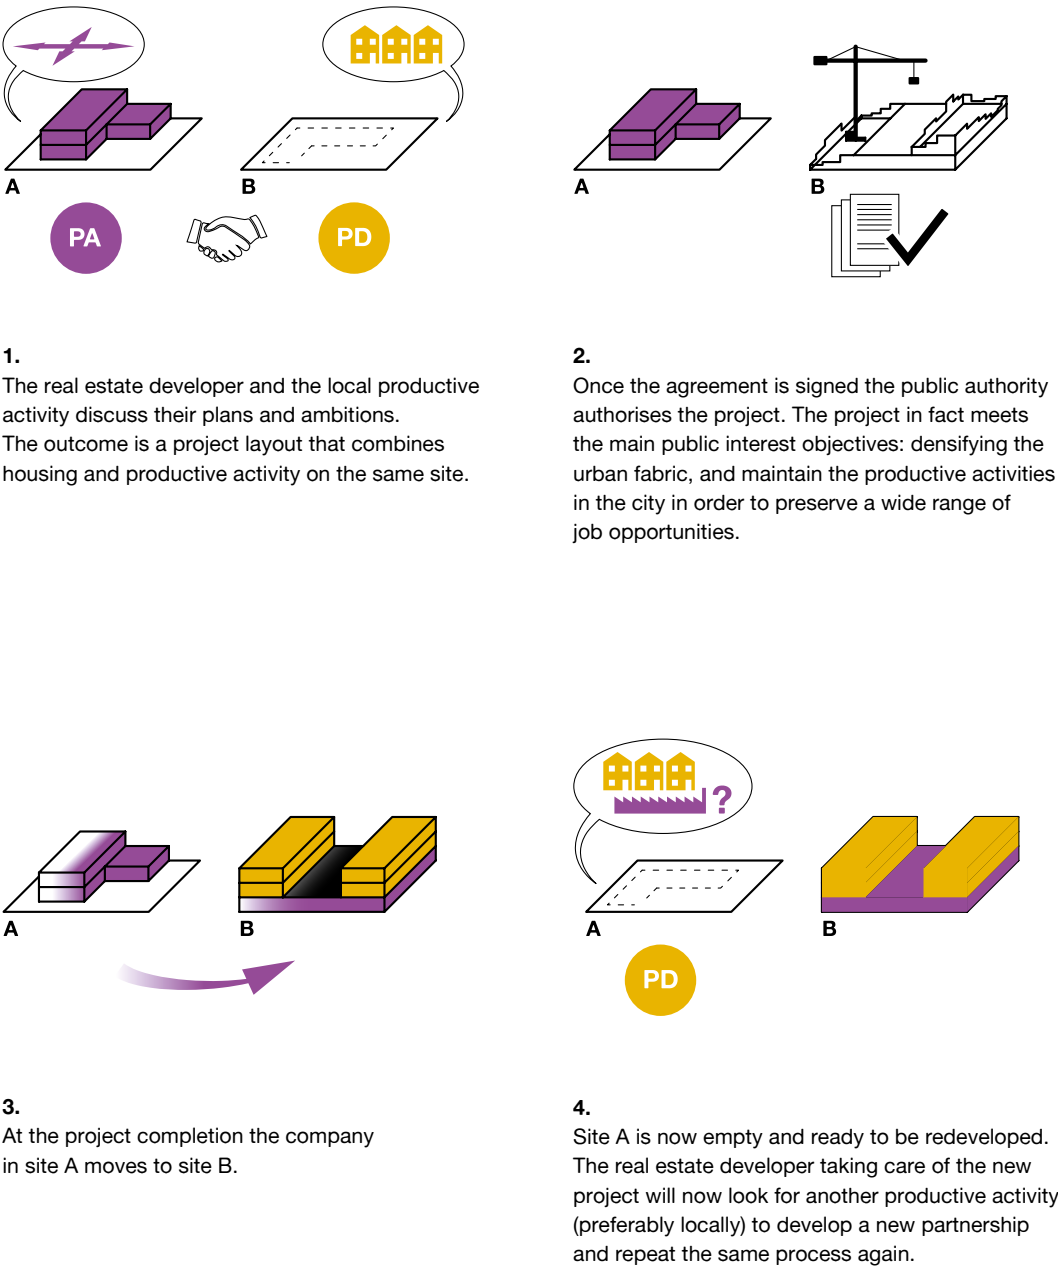 A
B
PA
PD
A
B
1.
The real estate developer and the local productive
activity discuss their plans and ambitions.
The outcome is a project layout that combines
housing and productive activity on the same site.
2.
Once the agreement is signed the public authority
authorises the project. The project in fact meets
the main public interest objectives: densifying the
urban fabric, and maintain the productive activities
in the city in order to preserve a wide range of
job opportunities.
A
B
?
A
B
PD
3.
At the project completion the company
in site A moves to site B.
4.
Site A is now empty and ready to be redeveloped.
The real estate developer taking care of the new
project will now look for another productive activity
(preferably locally) to develop a new partnership
and repeat the same process again.